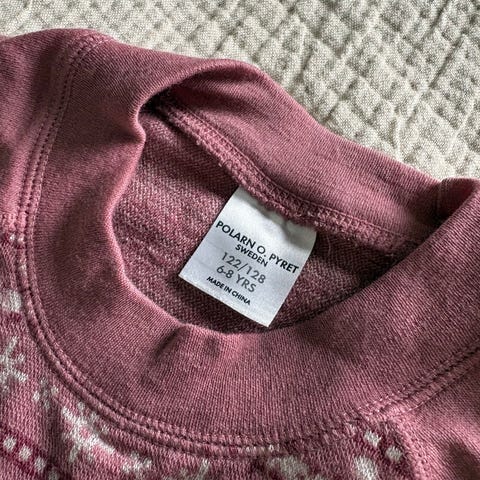 POLARN O. PYRET
SWEDEN
122/128
6-8 YRS
MADE IN CHINA